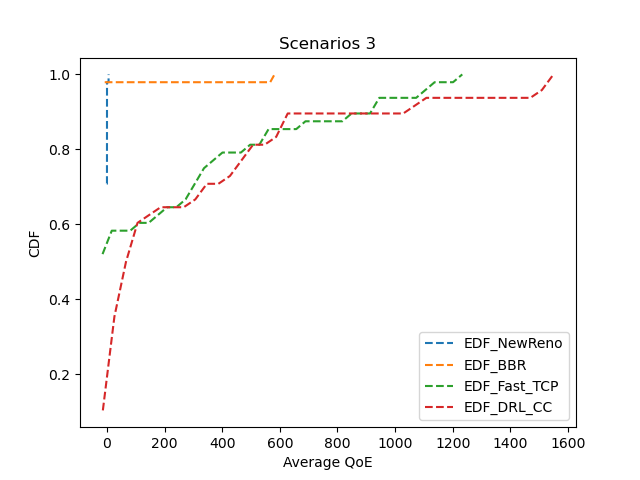 Scenarios 3
1.0
0.8
0.6
0.4
0.2
CDF
0
200
400
600
800
1000
1200
1400
1600
Average QoE
EDF_NewReno
EDF_BBR
EDF_Fast_TCP
EDF_DRL_CC